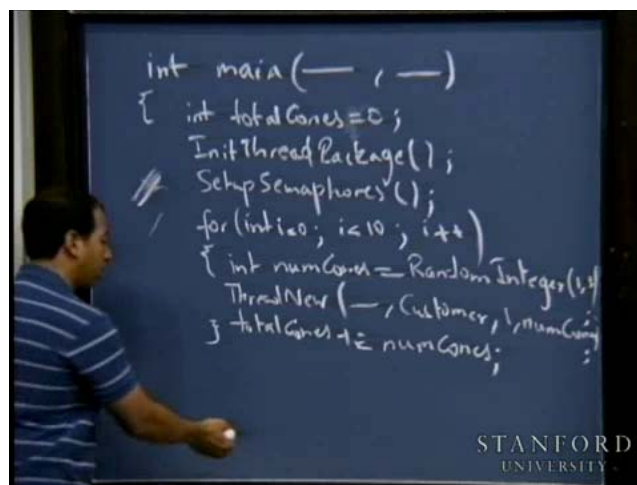 int main(— , —)
{ int totalCones=0;
InitThreadPackage();
SetupSemaphores();
for(int i=0; i<10; i++)
{ int numCones = RandomInteger(1,4);
ThreadNew(—, Customer, 1, numCones);
totalCones += numCones;
}
STANFORD
UNIVERSITY